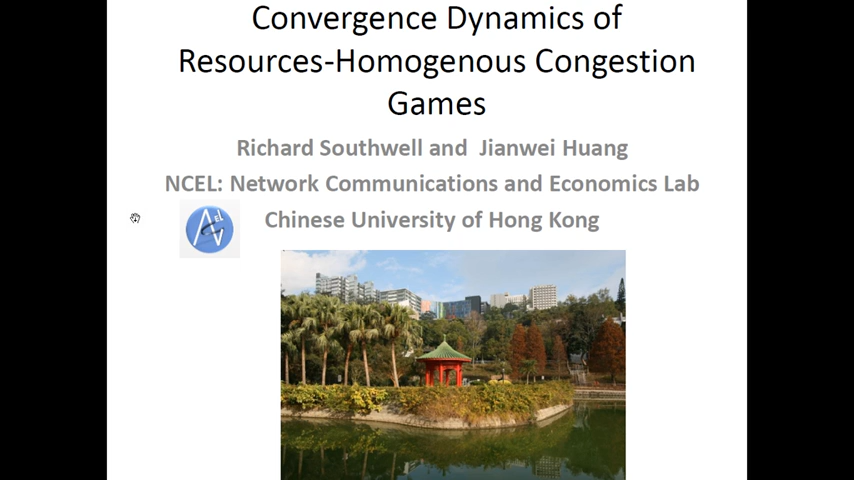 Convergence Dynamics of
Resources-Homogenous Congestion
Games
Richard Southwell and Jianwei Huang
NCEL: Network Communications and Economics Lab
Chinese University of Hong Kong